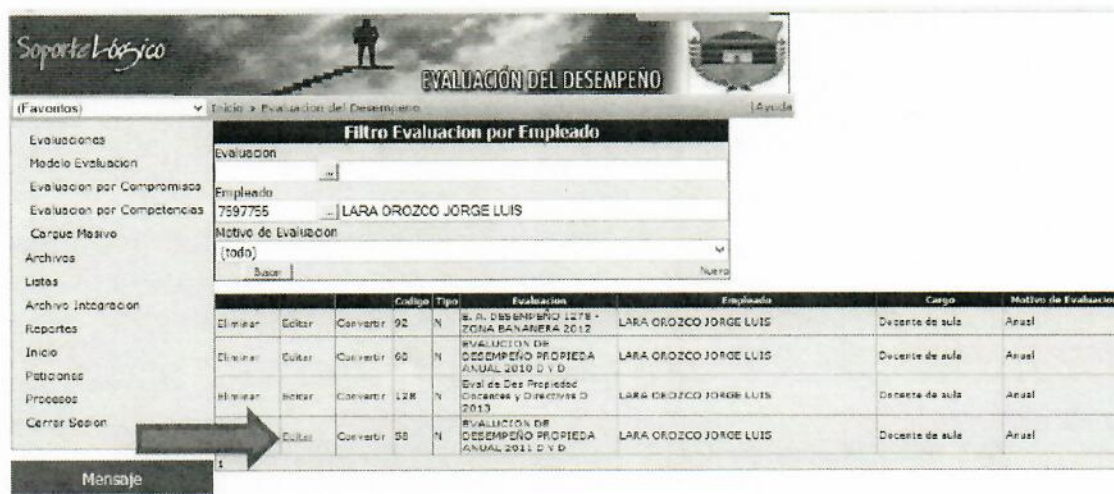 Soporte Lógico
EVALUACIÓN DEL DESEMPEÑO
(Favoritos)
Inicio > Evaluacion del Desempeno
[Ayuda
Evaluaciones
Modelo Evaluacion
Evaluacion por Compromisos
Evaluacion por Competencias
Cargue Masivo
Archivos
Listas
Archivo Integracion
Reportes
Inicio
Peticiones
Procesos
Cerrar Sesion
Mensaje
Filtro Evaluacion por Empleado
Evaluacion
...
Empleado
7597755 ... LARA OROZCO JORGE LUIS
Motivo de Evaluacion
(todo)
Buscar Nuevo
Codigo Tipo Evaluacion Empleado Cargo Motivo de Evaluacion
Eliminar Editar Convertir 92 N E. A. DESEMPEÑO 1278 -
ZONA BANANERA 2012 LARA OROZCO JORGE LUIS Docente de aula Anual
Eliminar Editar Convertir 60 N EVALUCION DE
DESEMPEÑO PROPIEDA
ANUAL 2010 D Y D LARA OROZCO JORGE LUIS Docente de aula Anual
Eliminar Editar Convertir 128 N Eval de Des Propiedad
Docentes y Directivos D
2013 LARA OROZCO JORGE LUIS Docente de aula Anual
Editar Convertir 58 N EVALUCION DE
DESEMPEÑO PROPIEDA
ANUAL 2011 D Y D LARA OROZCO JORGE LUIS Docente de aula Anual
1